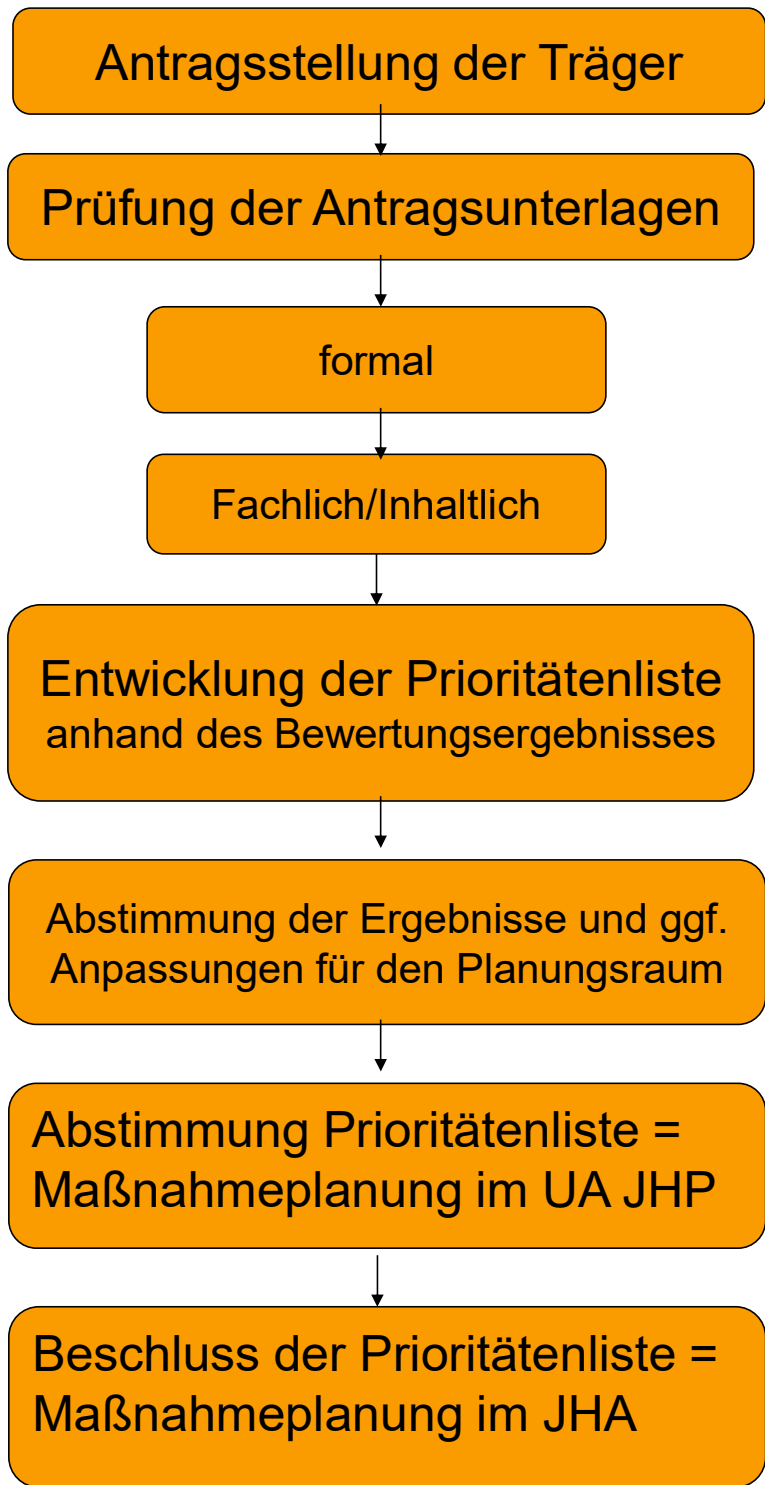 Antragsstellung der Träger
Prüfung der Antragsunterlagen
formal
Fachlich/Inhaltlich
Entwicklung der Prioritätenliste
anhand des Bewertungsergebnisses
Abstimmung der Ergebnisse und ggf.
Anpassungen für den Planungsraum
Abstimmung Prioritätenliste =
Maßnahmeplanung im UA JHP
Beschluss der Prioritätenliste =
Maßnahmeplanung im JHA